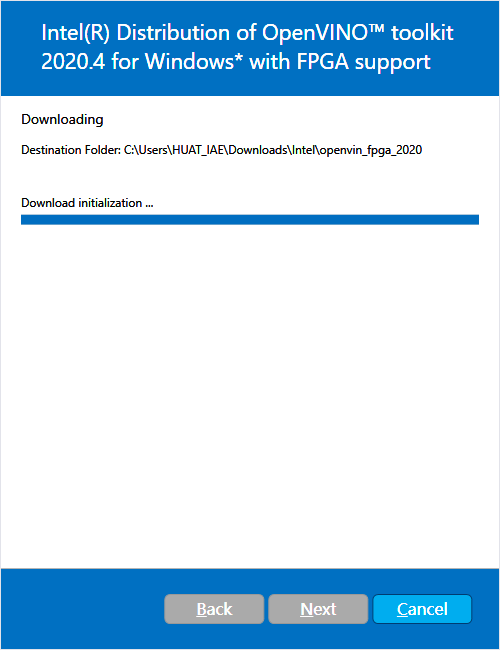 Intel(R) Distribution of OpenVINO™ toolkit
2020.4 for Windows* with FPGA support
Downloading
Destination Folder: C:\Users\HUAT_IAE\Downloads\Intel\openvin_fpga_2020
Download initialization ...
Back Next Cancel